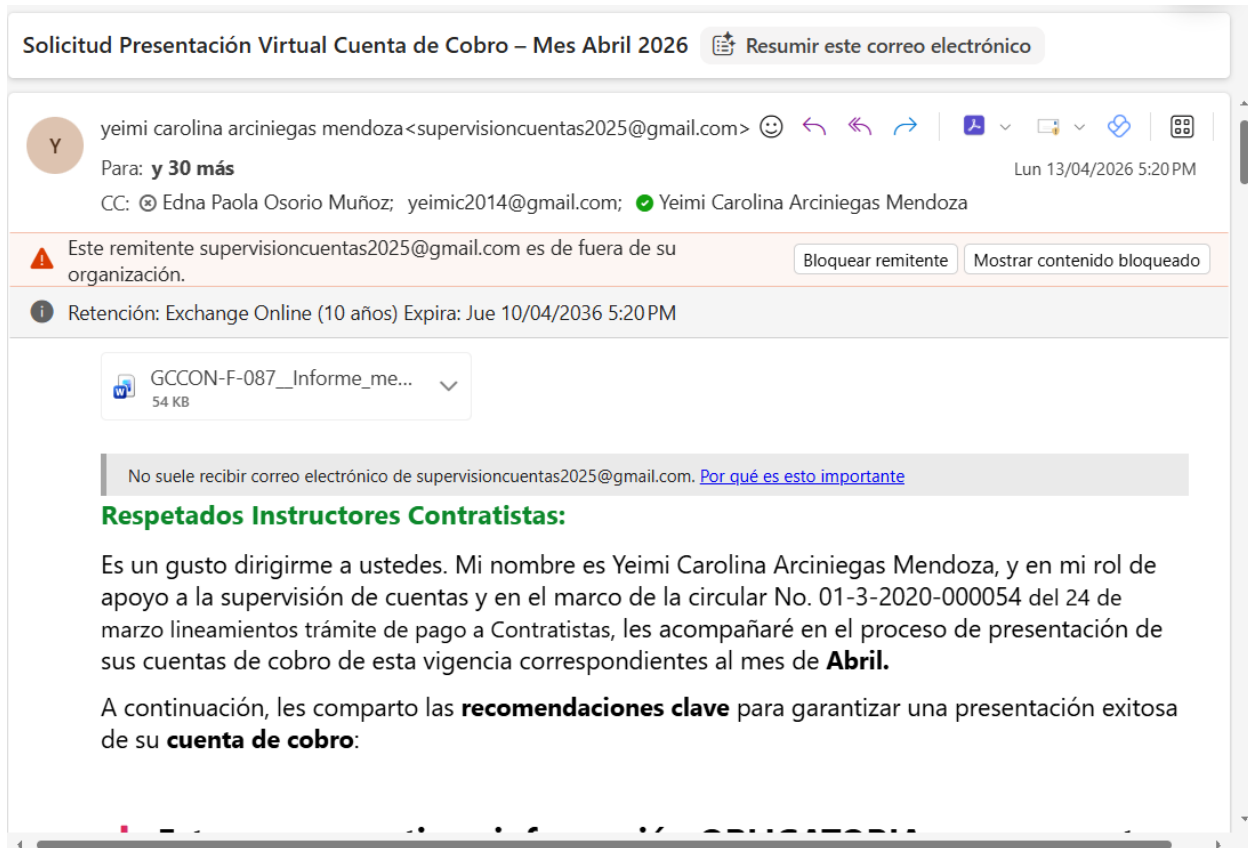 Solicitud Presentación Virtual Cuenta de Cobro – Mes Abril 2026 Resumir este correo electrónico
Y
yeimi carolina arciniegas mendoza<supervisioncuentas2025@gmail.com>
Para: y 30 más
Lun 13/04/2026 5:20 PM
CC: Edna Paola Osorio Muñoz; yeimic2014@gmail.com; Yeimi Carolina Arciniegas Mendoza
Este remitente supervisioncuentas2025@gmail.com es de fuera de su
organización.
Bloquear remitente
Mostrar contenido bloqueado
Retención: Exchange Online (10 años) Expira: Jue 10/04/2036 5:20 PM
GCCON-F-087__Informe_me...
54 KB
No suele recibir correo electrónico de supervisioncuentas2025@gmail.com. Por qué es esto importante
Respetados Instructores Contratistas:
Es un gusto dirigirme a ustedes. Mi nombre es Yeimi Carolina Arciniegas Mendoza, y en mi rol de
apoyo a la supervisión de cuentas y en el marco de la circular No. 01-3-2020-000054 del 24 de
marzo lineamientos trámite de pago a Contratistas, les acompañaré en el proceso de presentación de
sus cuentas de cobro de esta vigencia correspondientes al mes de Abril.
A continuación, les comparto las recomendaciones clave para garantizar una presentación exitosa
de su cuenta de cobro: